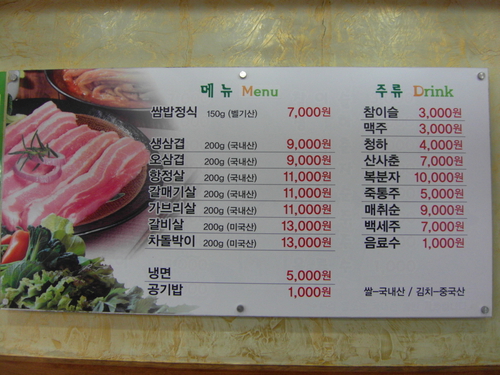 메뉴 Menu
쌈밥정식 150g (벨기산) 7,000원
생삼겹 200g (국내산) 9,000원
오삼겹 200g (국내산) 9,000원
항정살 200g (국내산) 11,000원
갈매기살 200g (국내산) 11,000원
가브리살 200g (국내산) 11,000원
갈비살 200g (미국산) 13,000원
차돌박이 200g (미국산) 13,000원
냉면 5,000원
공기밥 1,000원
주류 Drink
참이슬 3,000원
맥주 3,000원
청하 4,000원
산사춘 7,000원
복분자 10,000원
죽통주 5,000원
매취순 9,000원
백세주 7,000원
음료수 1,000원
쌀-국내산 / 김치-중국산